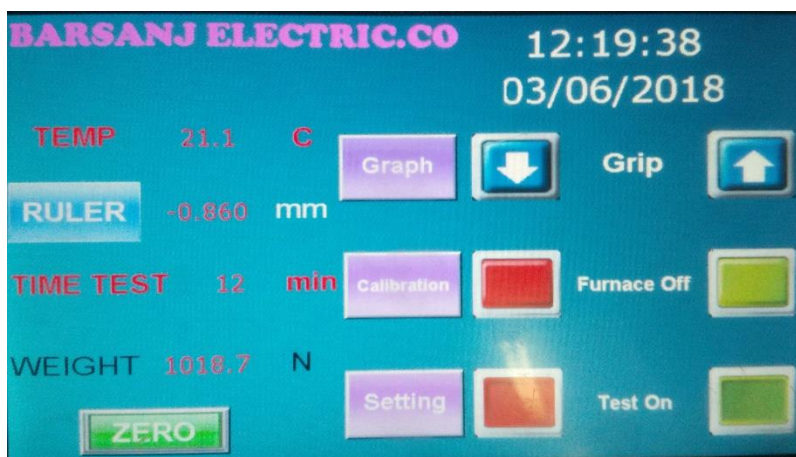 BARSANJ ELECTRIC.CO
12:19:38
03/06/2018
TEMP 21.1 C
Graph
Grip
RULER -0.860 mm
TIME TEST 12 min
Calibration
Furnace Off
WEIGHT 1018.7 N
Setting
Test On
ZERO